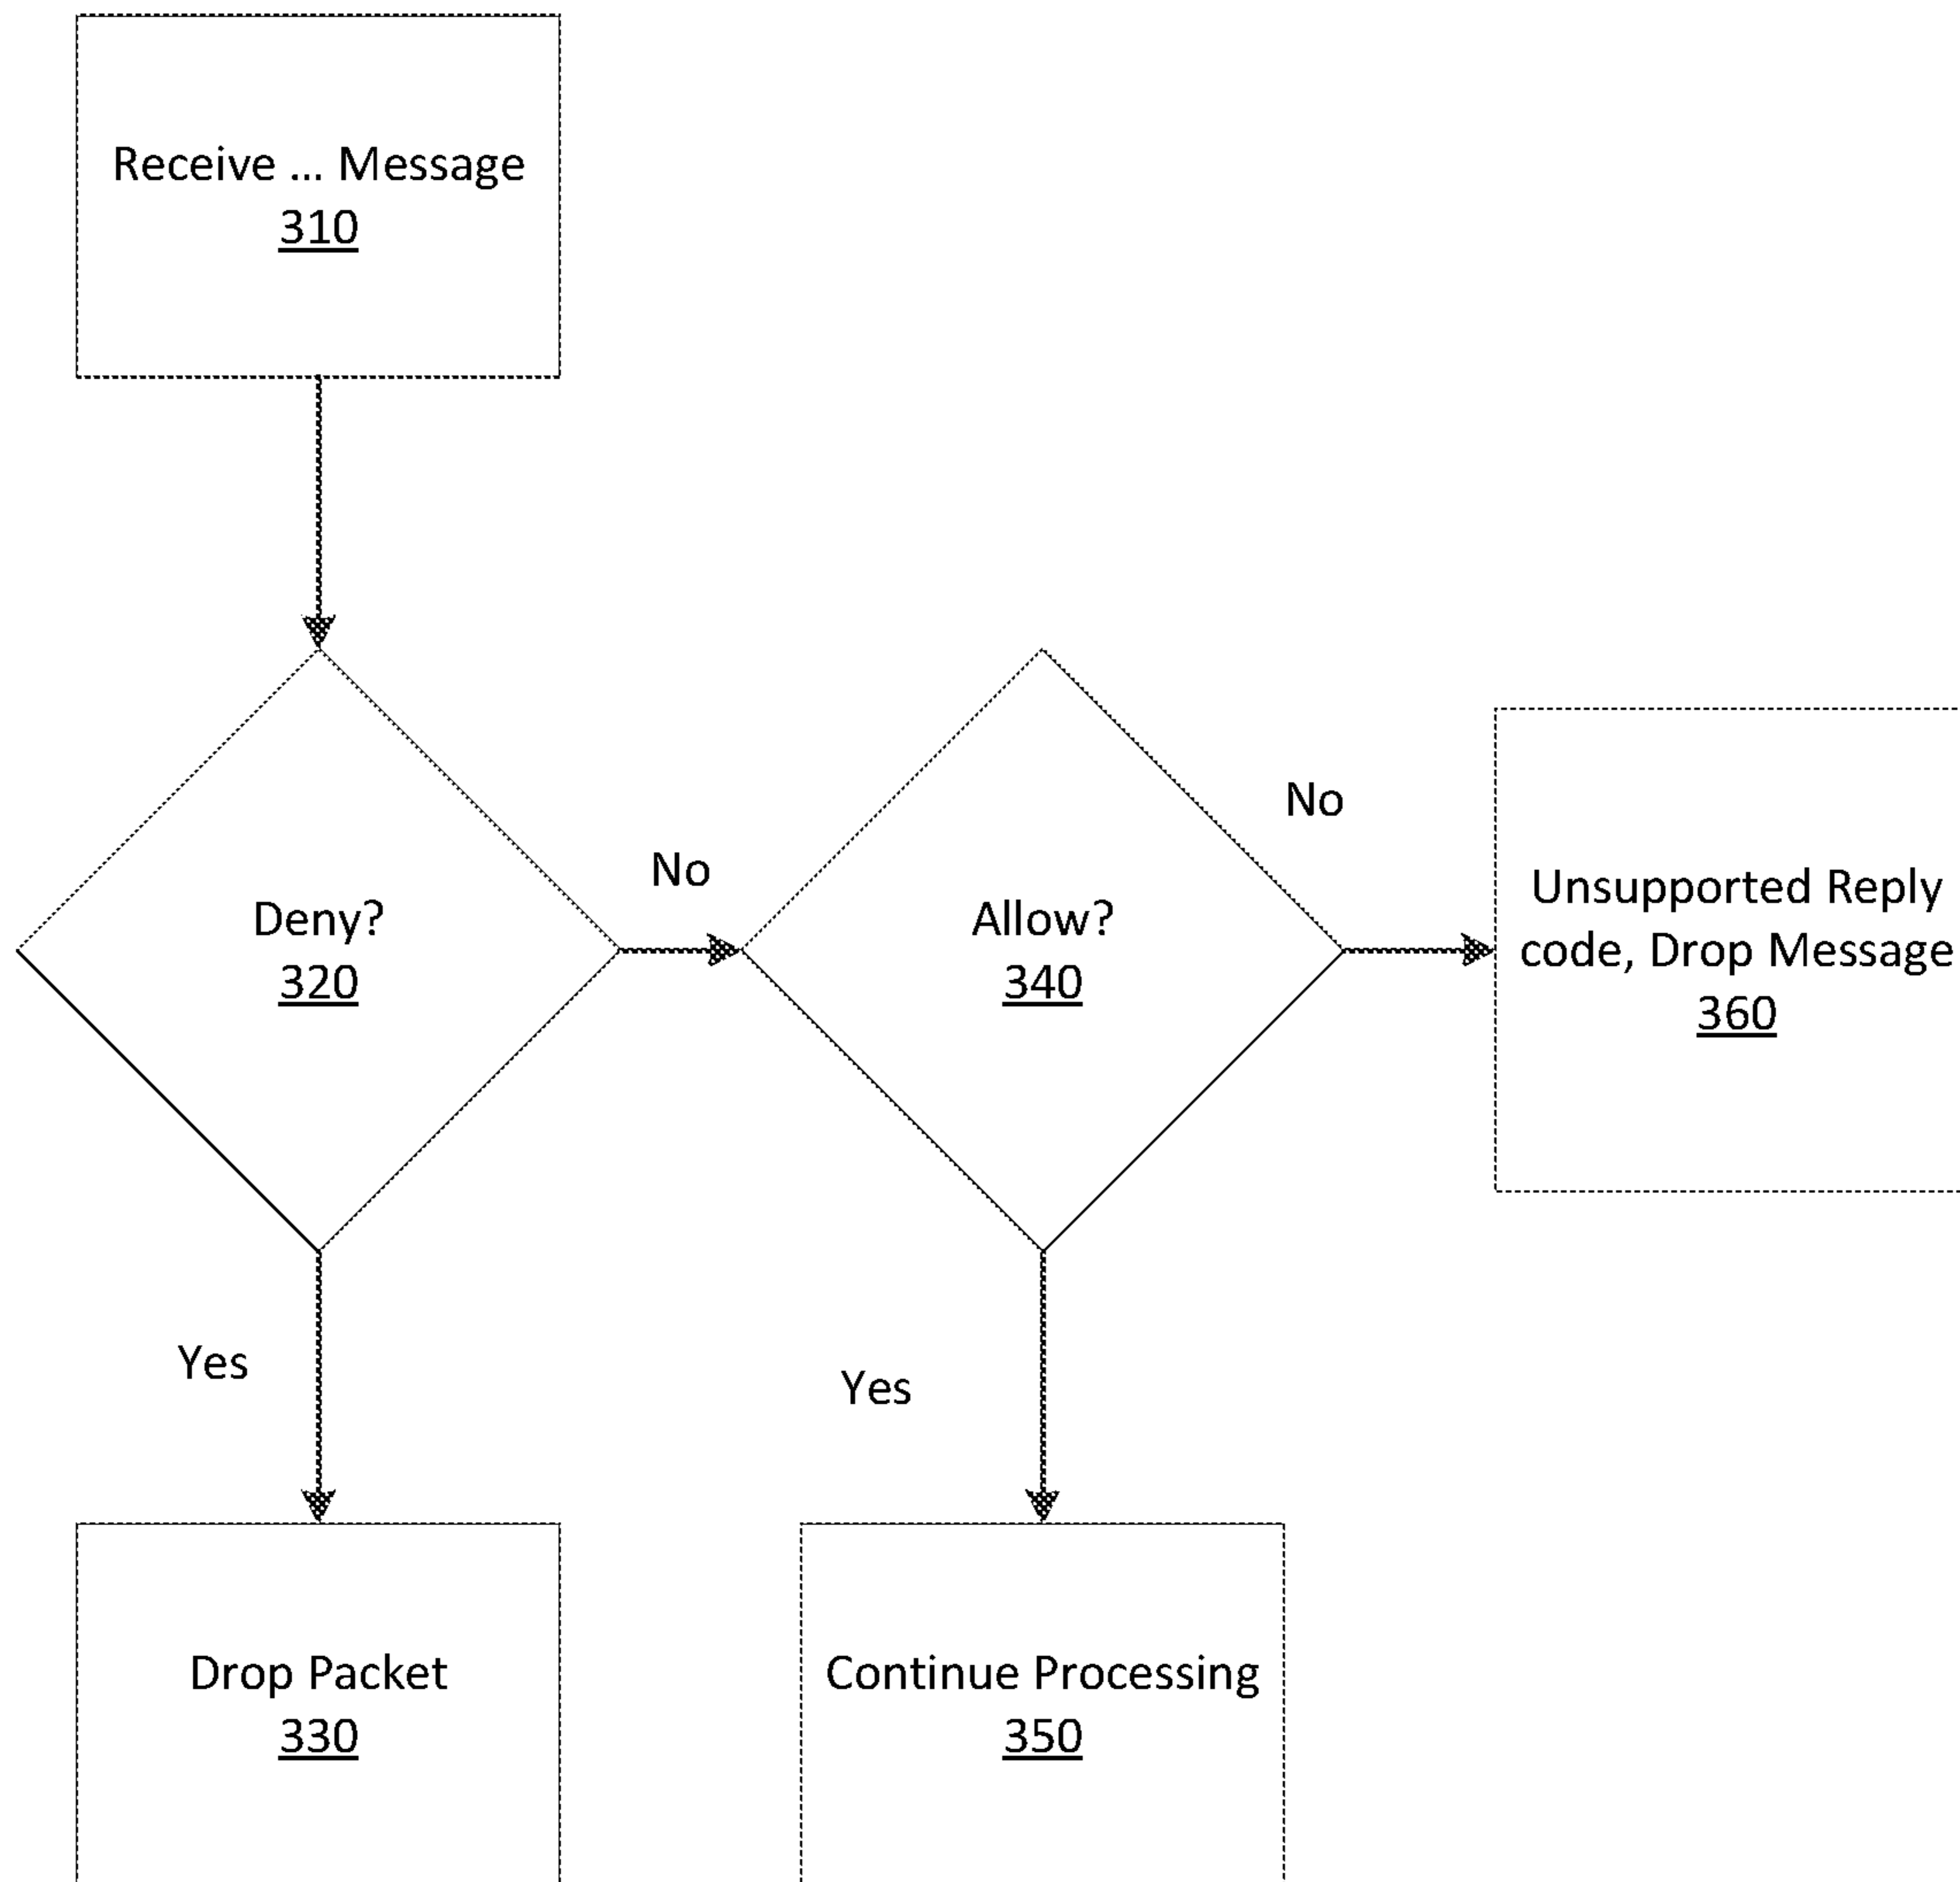 Receive ... Message
310
Deny?
320
No
Allow?
340
No
Unsupported Reply
code, Drop Message
360
Yes
Yes
Drop Packet
330
Continue Processing
350